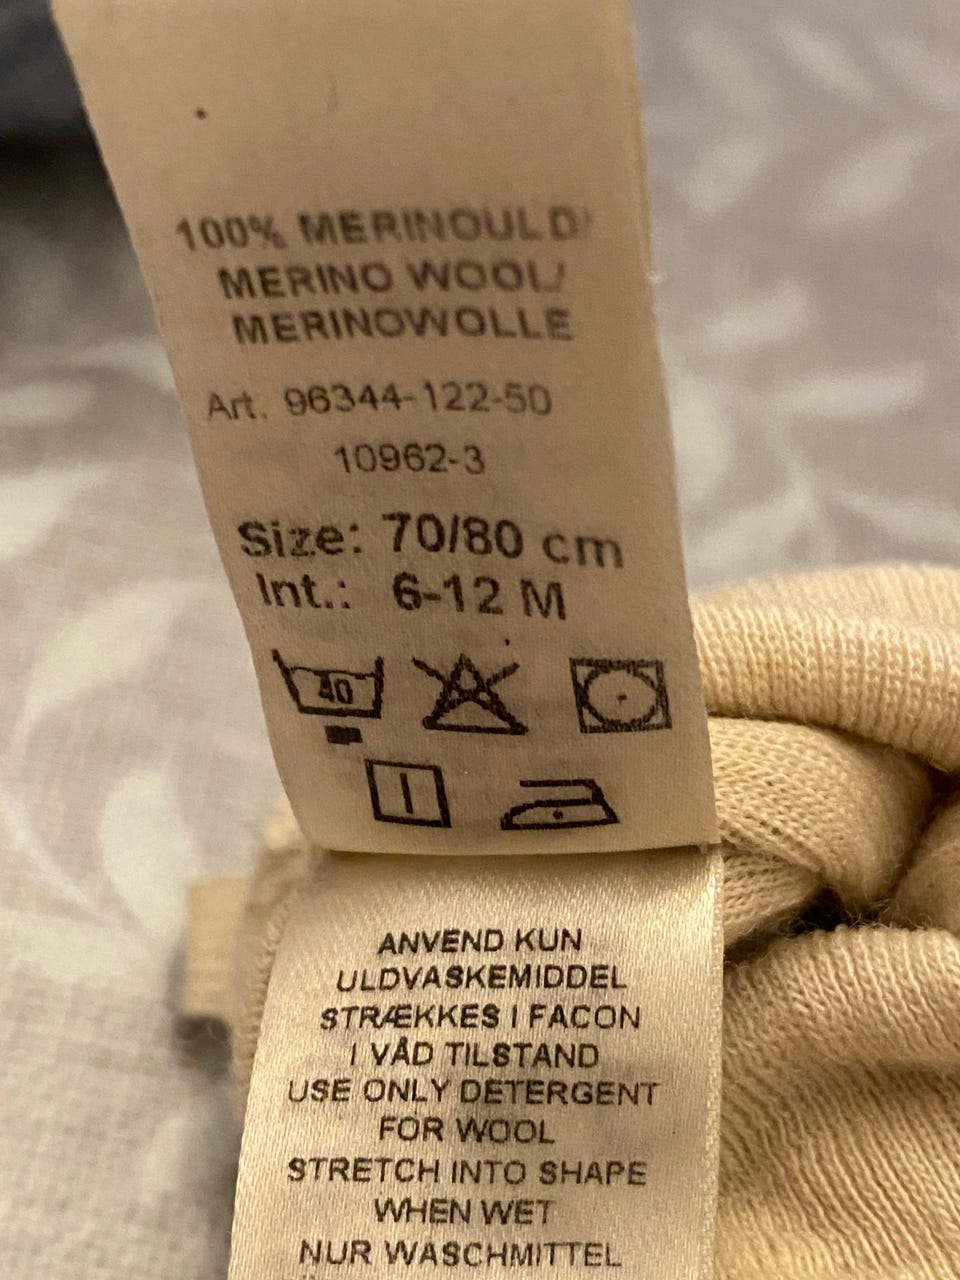 100% MERINOULD/
MERINO WOOL/
MERINOWOLLE
Art. 96344-122-50
10962-3
Size: 70/80 cm
Int.: 6-12 M
40
ANVEND KUN
ULDVASKEMIDDEL
STRÆKKES I FACON
I VÅD TILSTAND
USE ONLY DETERGENT
FOR WOOL
STRETCH INTO SHAPE
WHEN WET
NUR WASCHMITTEL